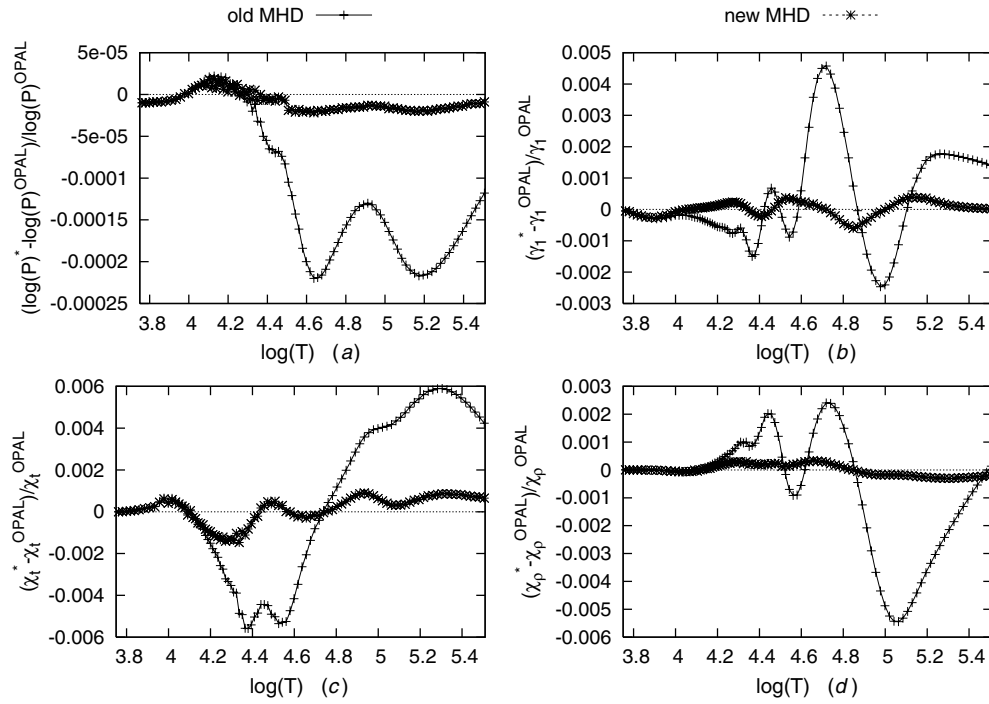 old MHD
new MHD
(log(P)*-log(P)^OPAL)/log(P)^OPAL
5e-05
0
-5e-05
-0.0001
-0.00015
-0.0002
-0.00025
3.8 4 4.2 4.4 4.6 4.8 5 5.2 5.4
log(T) (a)
(γ₁*-γ₁^OPAL)/γ₁^OPAL
0.005
0.004
0.003
0.002
0.001
0
-0.001
-0.002
-0.003
3.8 4 4.2 4.4 4.6 4.8 5 5.2 5.4
log(T) (b)
(χₜ*-χₜ^OPAL)/χₜ^OPAL
0.006
0.004
0.002
0
-0.002
-0.004
-0.006
3.8 4 4.2 4.4 4.6 4.8 5 5.2 5.4
log(T) (c)
(χᵨ*-χᵨ^OPAL)/χᵨ^OPAL
0.003
0.002
0.001
0
-0.001
-0.002
-0.003
-0.004
-0.005
-0.006
3.8 4 4.2 4.4 4.6 4.8 5 5.2 5.4
log(T) (d)